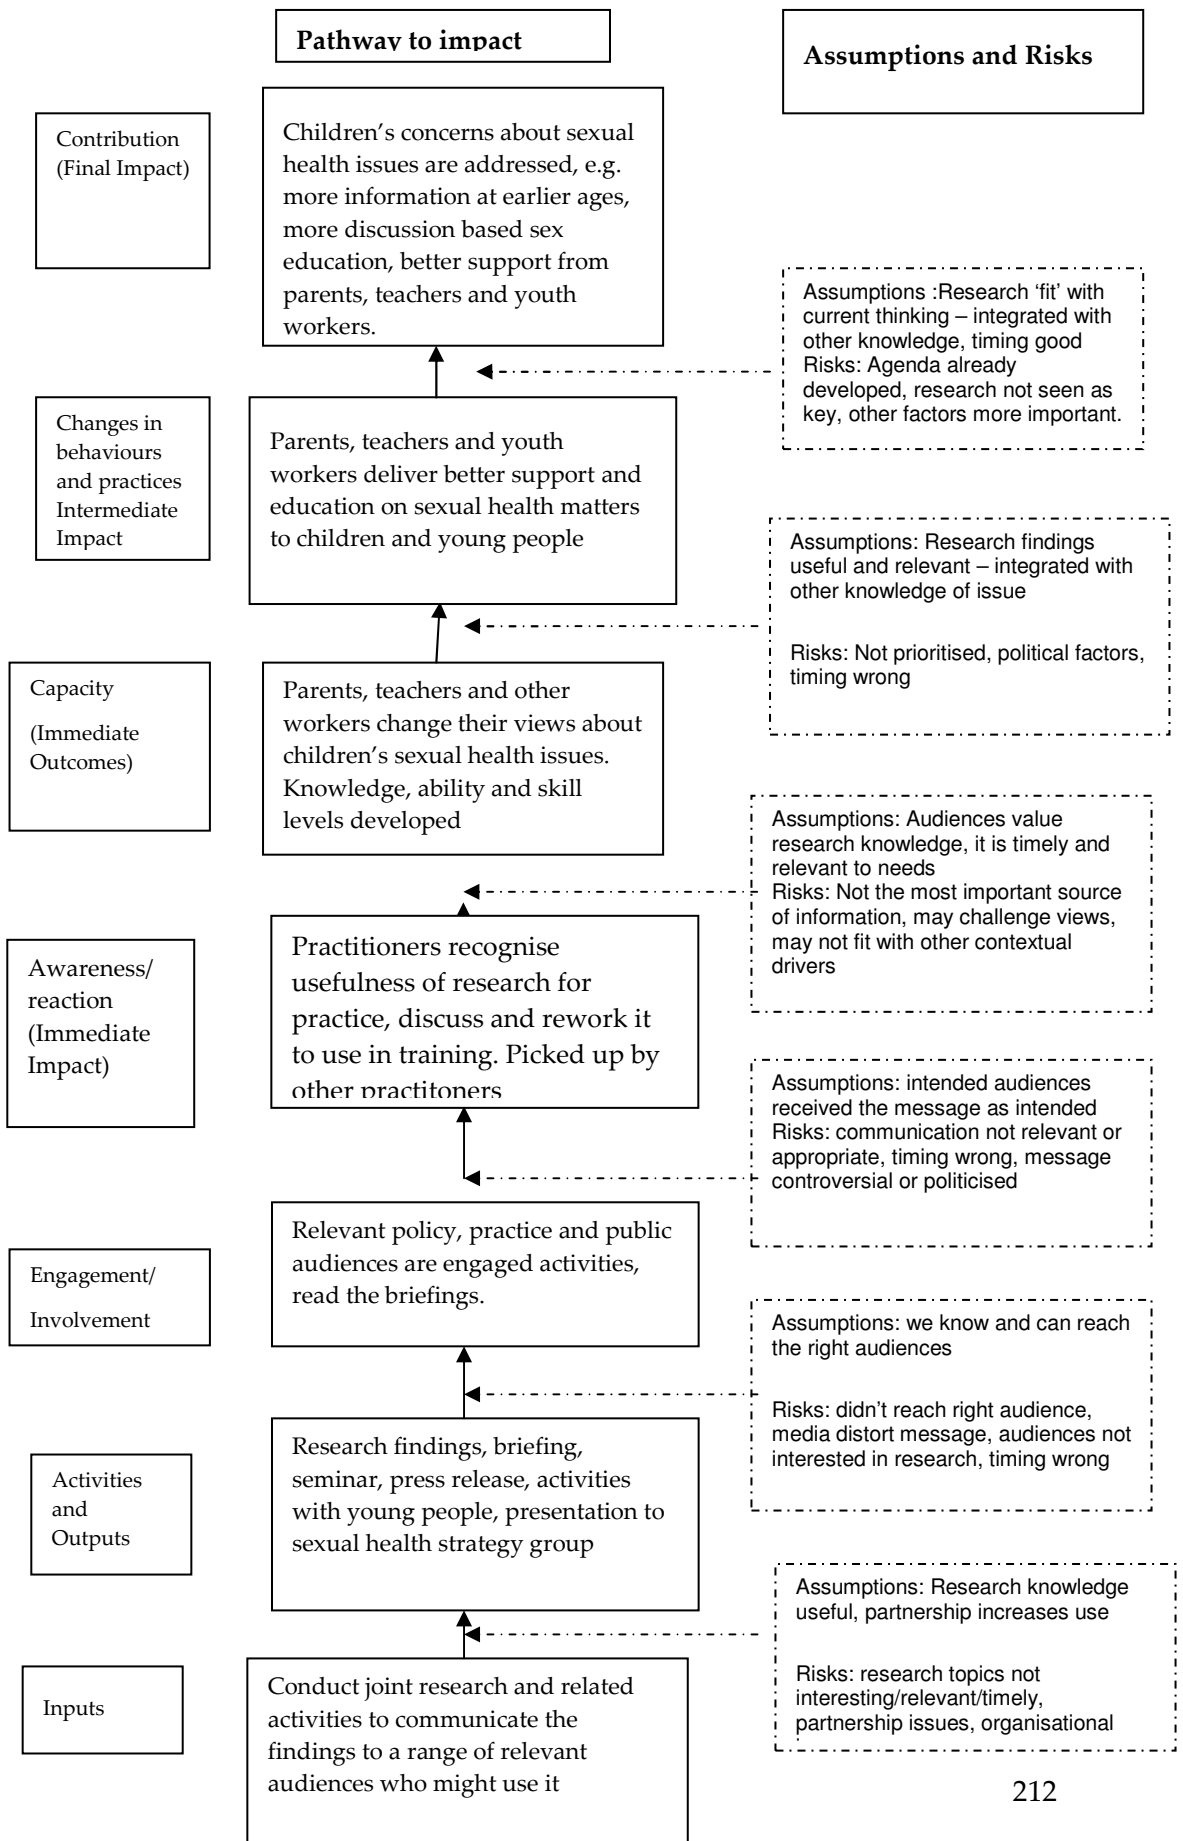 Pathway to impact
Assumptions and Risks
Contribution
(Final Impact)
Children’s concerns about sexual
health issues are addressed, e.g.
more information at earlier ages,
more discussion based sex
education, better support from
parents, teachers and youth
workers.
Assumptions :Research ‘fit’ with
current thinking – integrated with
other knowledge, timing good
Risks: Agenda already
developed, research not seen as
key, other factors more important.
Changes in
behaviours
and practices
Intermediate
Impact
Parents, teachers and youth
workers deliver better support and
education on sexual health matters
to children and young people
Assumptions: Research findings
useful and relevant – integrated with
other knowledge of issue
Risks: Not prioritised, political factors,
timing wrong
Capacity
(Immediate
Outcomes)
Parents, teachers and other
workers change their views about
children’s sexual health issues.
Knowledge, ability and skill
levels developed
Assumptions: Audiences value
research knowledge, it is timely and
relevant to needs
Risks: Not the most important source
of information, may challenge views,
may not fit with other contextual
drivers
Awareness/
reaction
(Immediate
Impact)
Practitioners recognise
usefulness of research for
practice, discuss and rework it
to use in training. Picked up by
other practitoners
Assumptions: intended audiences
received the message as intended
Risks: communication not relevant or
appropriate, timing wrong, message
controversial or politicised
Engagement/
Involvement
Relevant policy, practice and public
audiences are engaged activities,
read the briefings.
Assumptions: we know and can reach
the right audiences
Risks: didn’t reach right audience,
media distort message, audiences not
interested in research, timing wrong
Activities
and
Outputs
Research findings, briefing,
seminar, press release, activities
with young people, presentation to
sexual health strategy group
Assumptions: Research knowledge
useful, partnership increases use
Risks: research topics not
interesting/relevant/timely,
partnership issues, organisational
Inputs
Conduct joint research and related
activities to communicate the
findings to a range of relevant
audiences who might use it
212